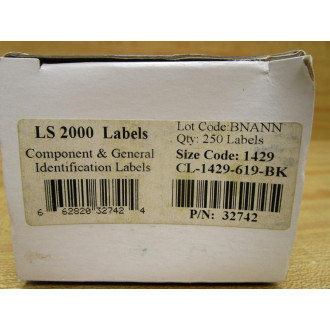 LS 2000 Labels
Component & General
Identification Labels
6 62820 32742 4
Lot Code:BNANN
Qty: 250 Labels
Size Code: 1429
CL-1429-619-BK
P/N: 32742